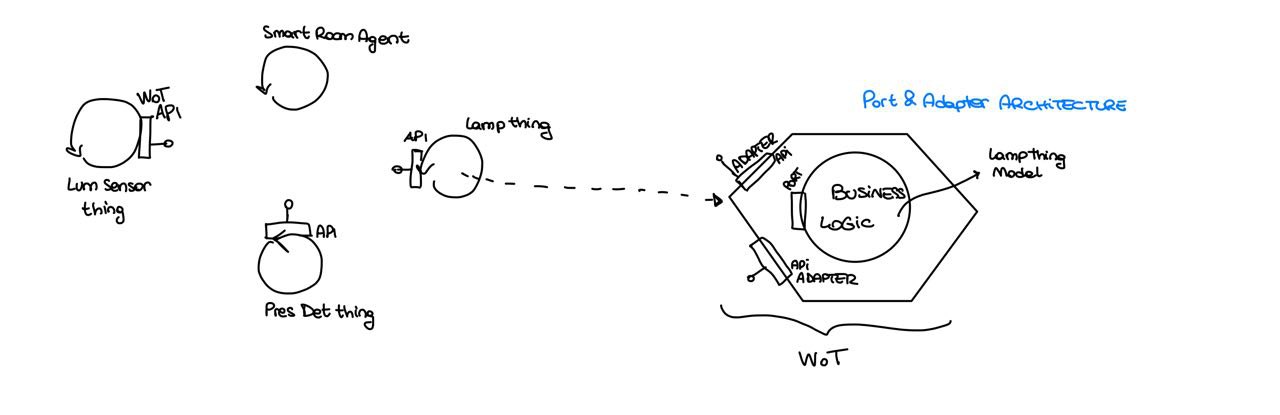 Smart Room Agent
WoT
API
Lum Sensor
thing
API
Lamp thing
API
Pres Det thing
Port & Adapter ARCHITECTURE
ADAPTER
API
PORT
BUSINESS
LOGIC
Lampthing
Model
API
ADAPTER
WoT